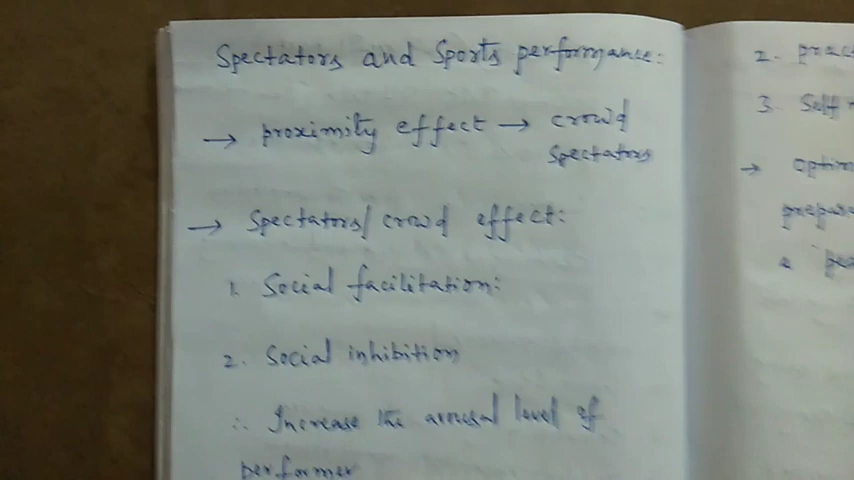 Spectators and Sports performance:
→ proximity effect → crowd
spectators
→ Spectators/crowd effect:
1. Social facilitation:
2. Social inhibition
∴ Increase the arousal level of
performer
2.
3. Self
→
a